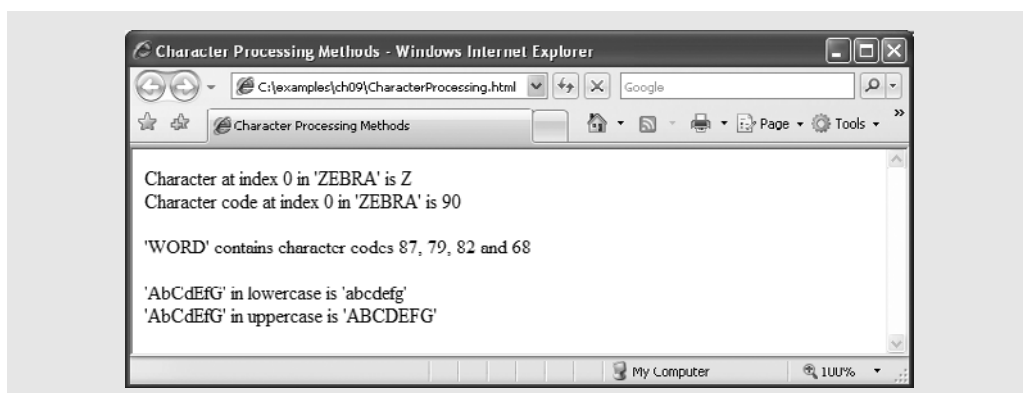 Character Processing Methods - Windows Internet Explorer
C:\examples\ch09\CharacterProcessing.html
Google
Character Processing Methods
Page
Tools
»
Character at index 0 in 'ZEBRA' is Z
Character code at index 0 in 'ZEBRA' is 90
'WORD' contains character codes 87, 79, 82 and 68
'AbCdEfG' in lowercase is 'abcdefg'
'AbCdEfG' in uppercase is 'ABCDEFG'
My Computer
100%